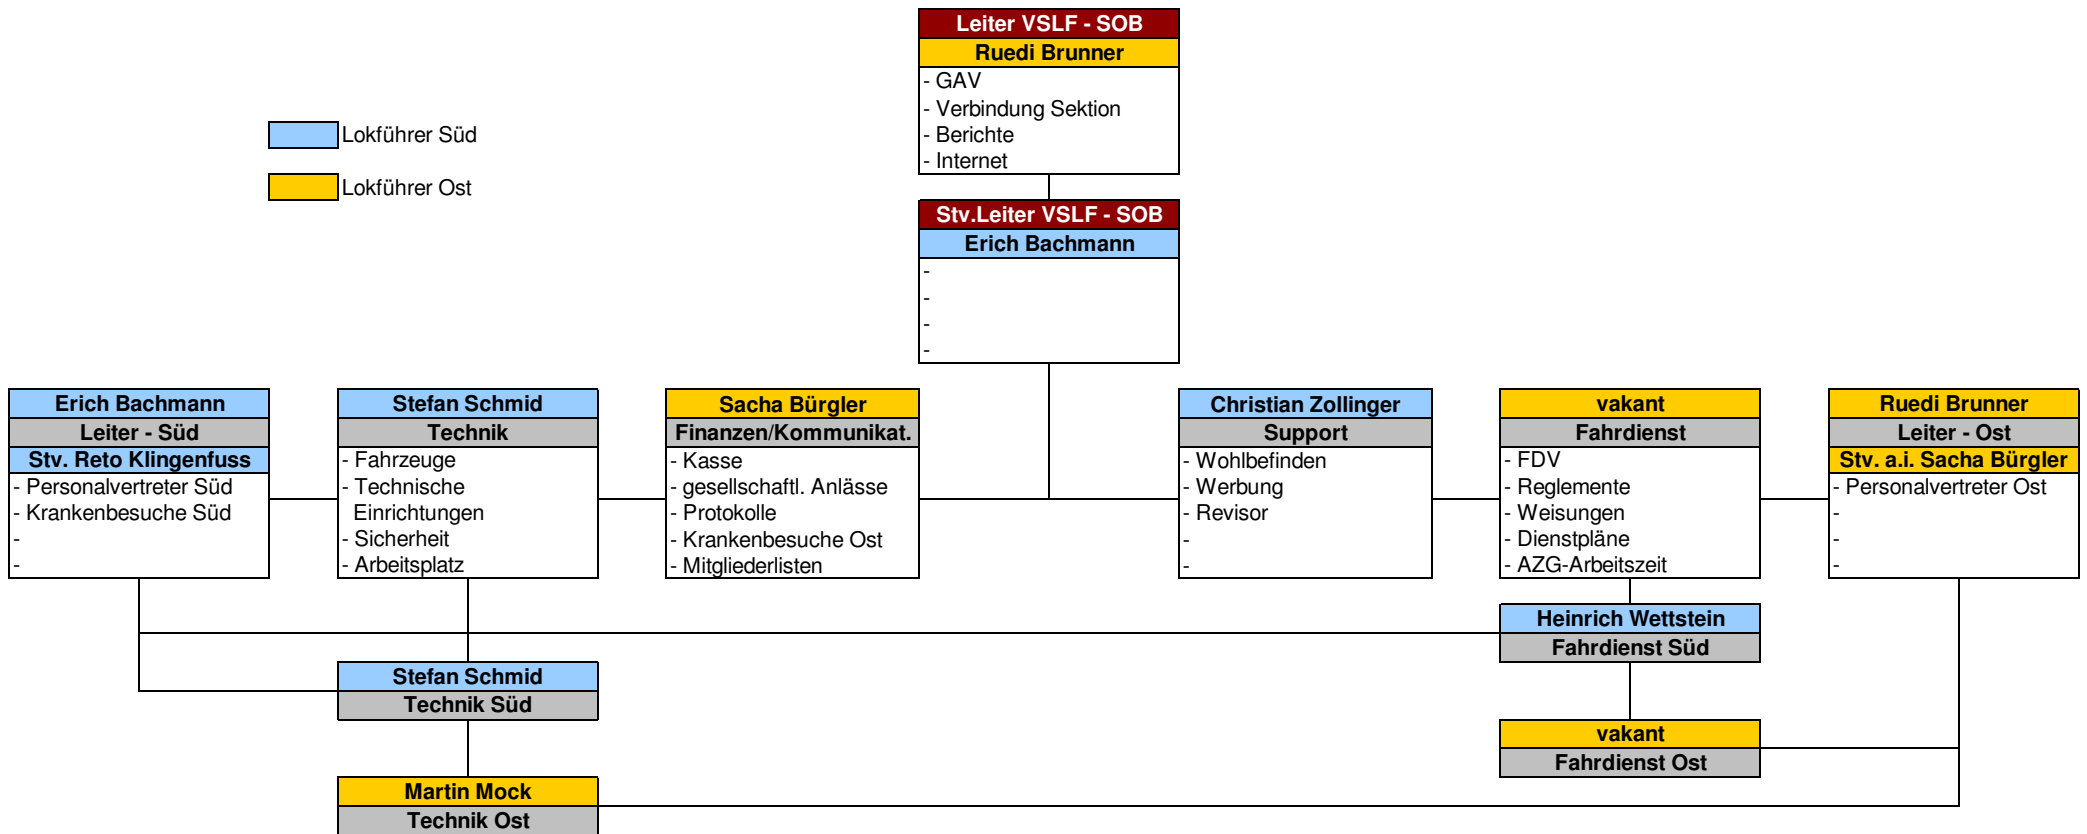 Leiter VSLF - SOB
Ruedi Brunner
- GAV
- Verbindung Sektion
- Berichte
- Internet
Lokführer Süd
Lokführer Ost
Stv.Leiter VSLF - SOB
Erich Bachmann
-
-
-
-
Erich Bachmann
Leiter - Süd
Stv. Reto Klingenfuss
- Personalvertreter Süd
- Krankenbesuche Süd
-
-
Stefan Schmid
Technik
- Fahrzeuge
- Technische
Einrichtungen
- Sicherheit
- Arbeitsplatz
Sacha Bürgler
Finanzen/Kommunikat.
- Kasse
- gesellschaftl. Anlässe
- Protokolle
- Krankenbesuche Ost
- Mitgliederlisten
Christian Zollinger
Support
- Wohlbefinden
- Werbung
- Revisor
-
-
vakant
Fahrdienst
- FDV
- Reglemente
- Weisungen
- Dienstpläne
- AZG-Arbeitszeit
Ruedi Brunner
Leiter - Ost
Stv. a.i. Sacha Bürgler
- Personalvertreter Ost
-
-
-
Heinrich Wettstein
Fahrdienst Süd
Stefan Schmid
Technik Süd
vakant
Fahrdienst Ost
Martin Mock
Technik Ost